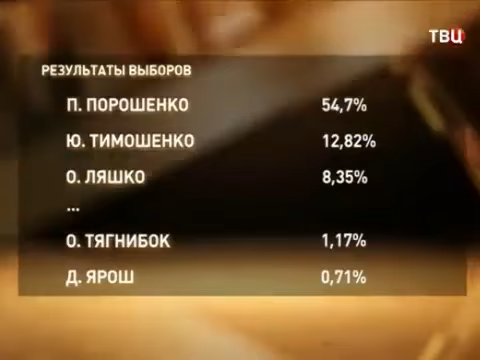 ТВЦ
РЕЗУЛЬТАТЫ ВЫБОРОВ
П. ПОРОШЕНКО 54,7%
Ю. ТИМОШЕНКО 12,82%
О. ЛЯШКО 8,35%
...
О. ТЯГНИБОК 1,17%
Д. ЯРОШ 0,71%